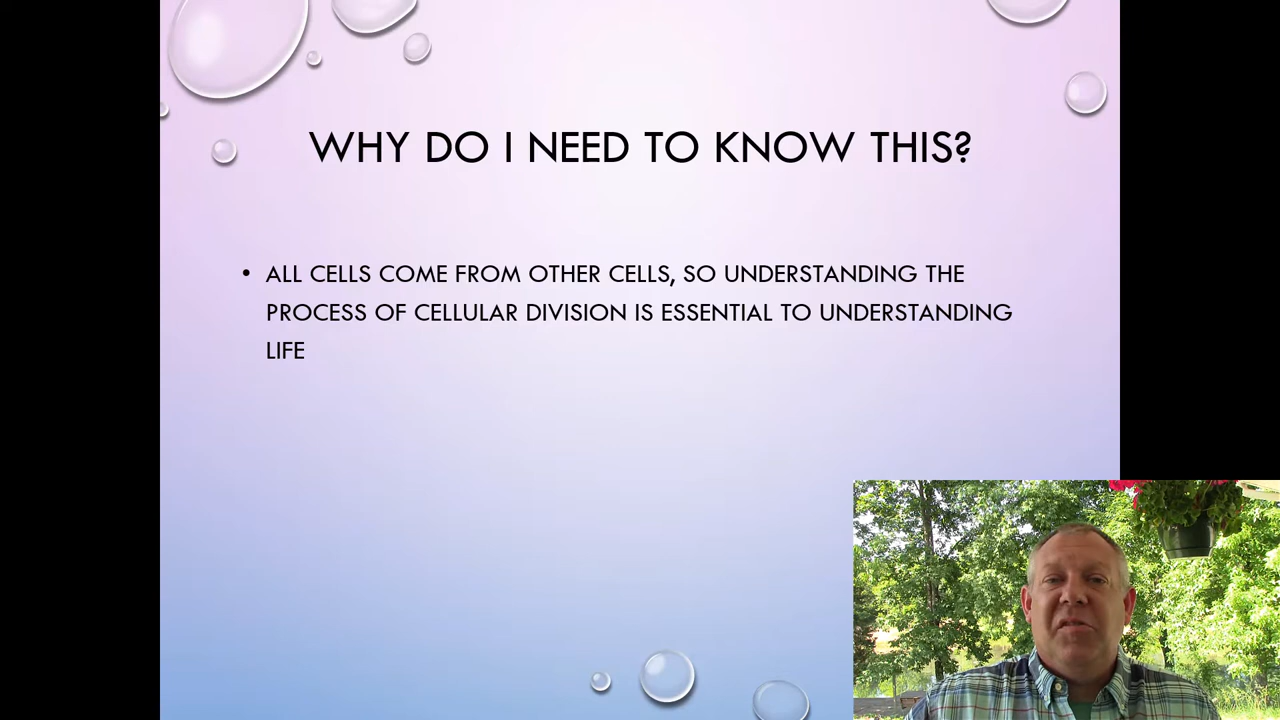 WHY DO I NEED TO KNOW THIS?
• ALL CELLS COME FROM OTHER CELLS, SO UNDERSTANDING THE
PROCESS OF CELLULAR DIVISION IS ESSENTIAL TO UNDERSTANDING
LIFE